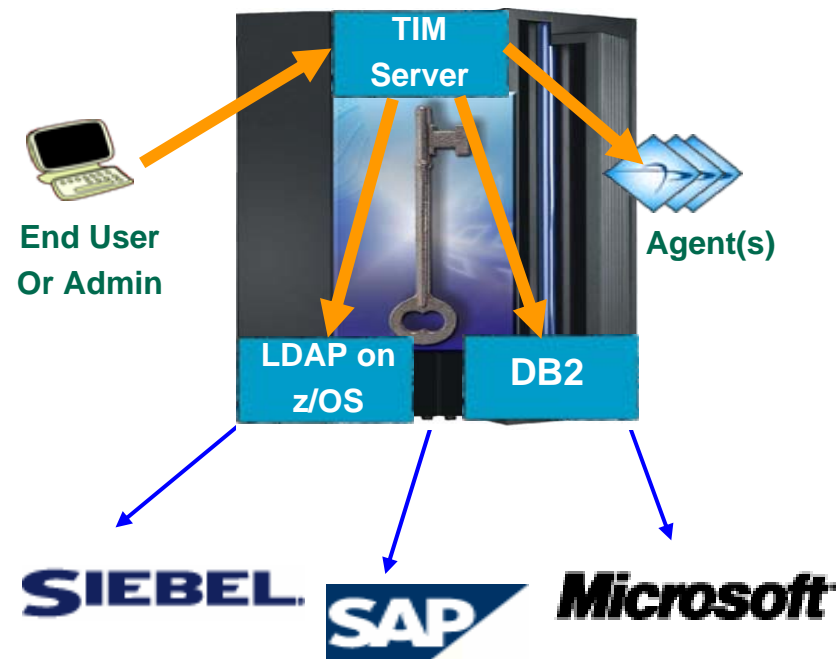 TIM
Server
End User
Or Admin
Agent(s)
LDAP on
z/OS
DB2
SIEBEL.
SAP
Microsoft